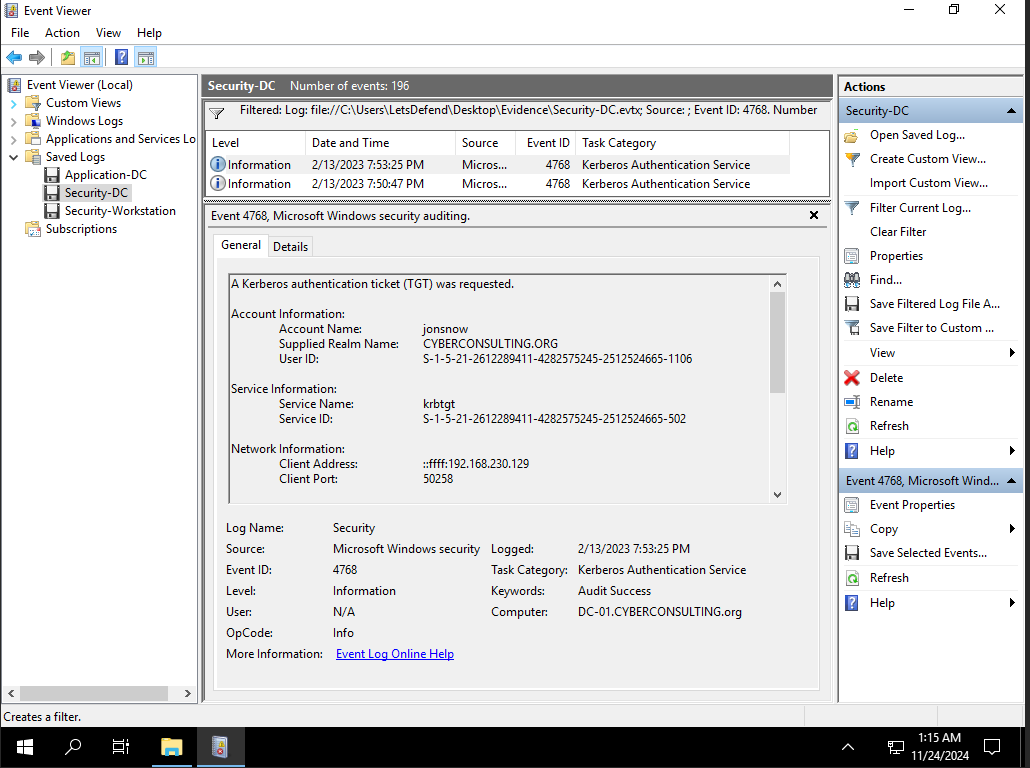 Event Viewer
File Action View Help
Event Viewer (Local)
Custom Views
Windows Logs
Applications and Services Lo
Saved Logs
Application-DC
Security-DC
Security-Workstation
Subscriptions
Security-DC Number of events: 196
Filtered: Log: file://C:\Users\LetsDefend\Desktop\Evidence\Security-DC.evtx; Source: ; Event ID: 4768. Number
Level Date and Time Source Event ID Task Category
Information 2/13/2023 7:53:25 PM Micros... 4768 Kerberos Authentication Service
Information 2/13/2023 7:50:47 PM Micros... 4768 Kerberos Authentication Service
Event 4768, Microsoft Windows security auditing.
General Details
A Kerberos authentication ticket (TGT) was requested.
Account Information:
Account Name: jonsnow
Supplied Realm Name: CYBERCONSULTING.ORG
User ID: S-1-5-21-2612289411-4282575245-2512524665-1106
Service Information:
Service Name: krbtgt
Service ID: S-1-5-21-2612289411-4282575245-2512524665-502
Network Information:
Client Address: ::ffff:192.168.230.129
Client Port: 50258
Log Name: Security
Source: Microsoft Windows security Logged: 2/13/2023 7:53:25 PM
Event ID: 4768 Task Category: Kerberos Authentication Service
Level: Information Keywords: Audit Success
User: N/A Computer: DC-01.CYBERCONSULTING.org
OpCode: Info
More Information: Event Log Online Help
Actions
Security-DC
Open Saved Log...
Create Custom View...
Import Custom View...
Filter Current Log...
Clear Filter
Properties
Find...
Save Filtered Log File A...
Save Filter to Custom ...
View
Delete
Rename
Refresh
Help
Event 4768, Microsoft Wind...
Event Properties
Copy
Save Selected Events...
Refresh
Help
Creates a filter.
1:15 AM
11/24/2024